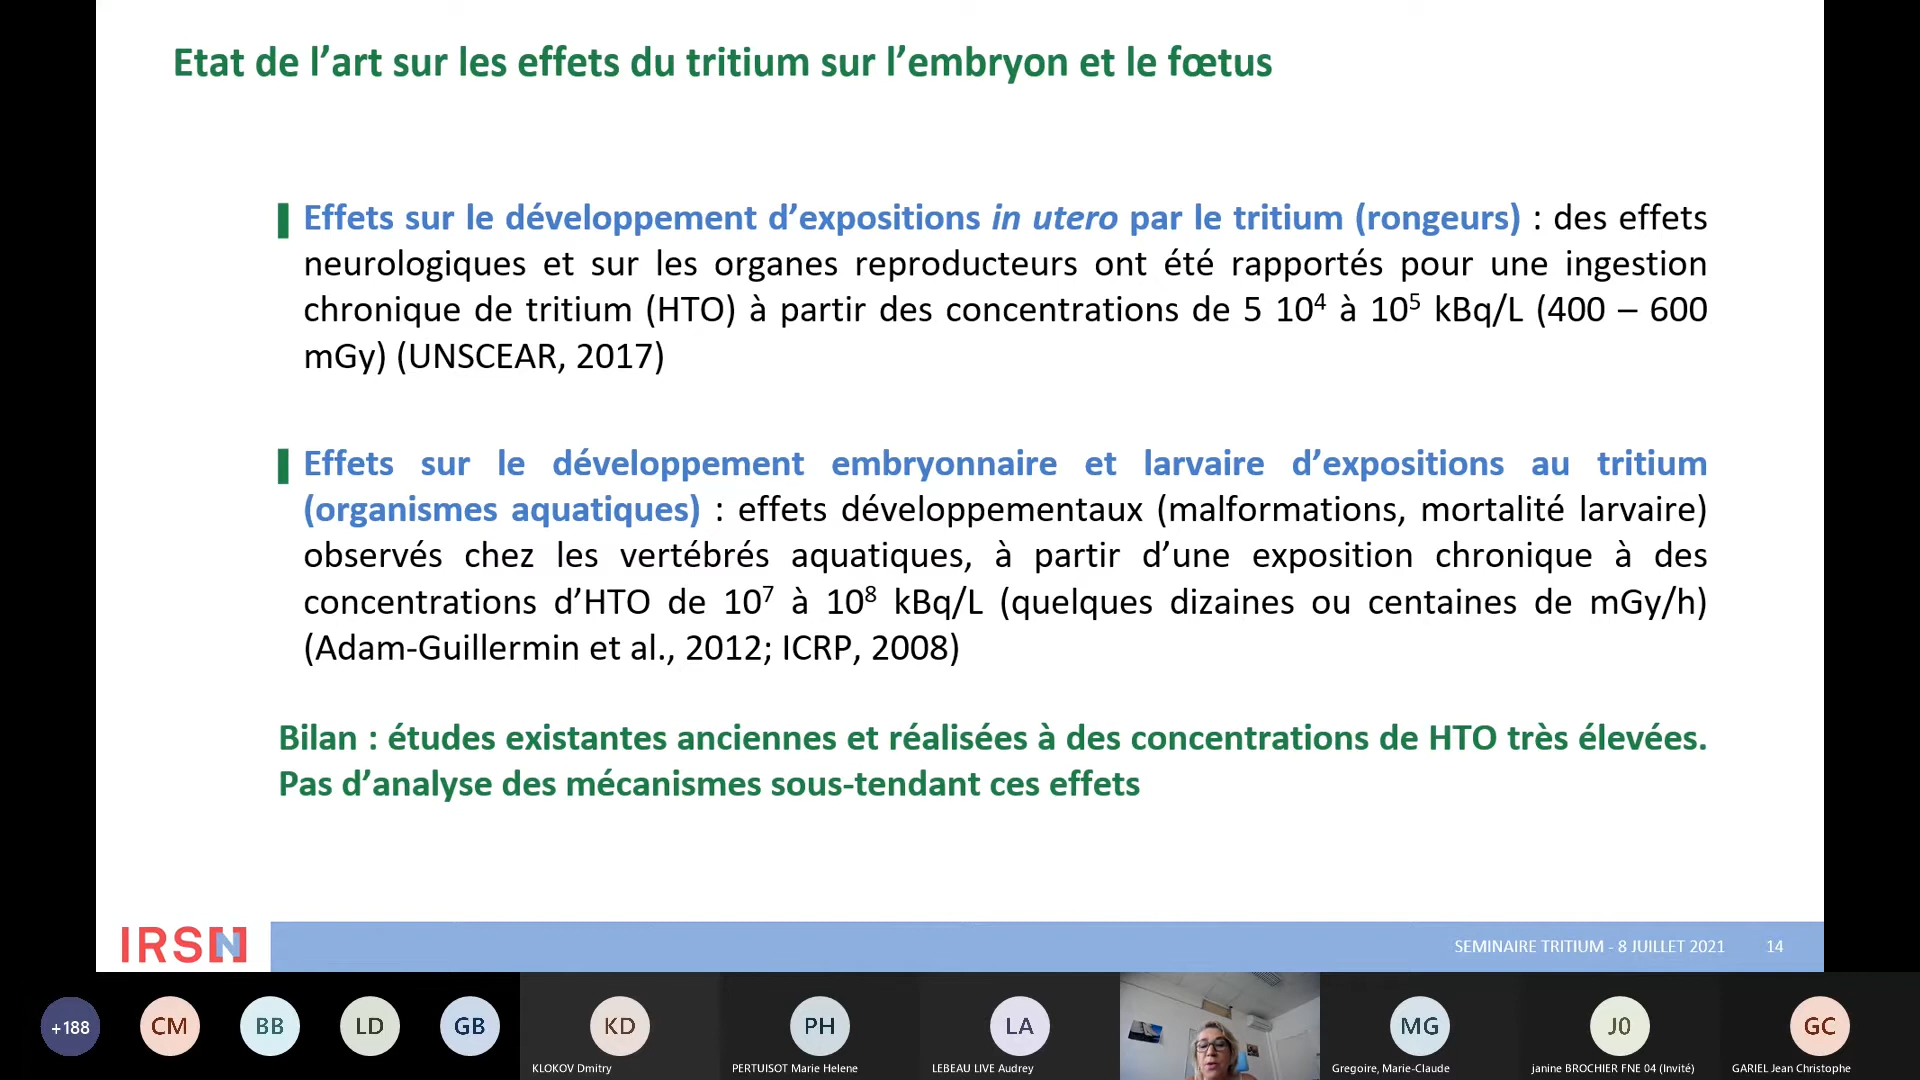 Etat de l’art sur les effets du tritium sur l’embryon et le fœtus
Effets sur le développement d’expositions in utero par le tritium (rongeurs) : des effets
neurologiques et sur les organes reproducteurs ont été rapportés pour une ingestion
chronique de tritium (HTO) à partir des concentrations de 5 10⁴ à 10⁵ kBq/L (400 – 600
mGy) (UNSCEAR, 2017)
Effets sur le développement embryonnaire et larvaire d’expositions au tritium
(organismes aquatiques) : effets développementaux (malformations, mortalité larvaire)
observés chez les vertébrés aquatiques, à partir d’une exposition chronique à des
concentrations d’HTO de 10⁷ à 10⁸ kBq/L (quelques dizaines ou centaines de mGy/h)
(Adam-Guillermin et al., 2012; ICRP, 2008)
Bilan : études existantes anciennes et réalisées à des concentrations de HTO très élevées.
Pas d’analyse des mécanismes sous-tendant ces effets
IRSN
SEMINAIRE TRITIUM - 8 JUILLET 2021 14
+188 CM BB LD GB KD PH LA MG J0 GC
KLOKOV Dmitry PERTUISOT Marie Helene LEBEAU LIVE Audrey Gregoire, Marie-Claude janine BROCHIER FNE 04 (Invité) GARIEL Jean Christophe